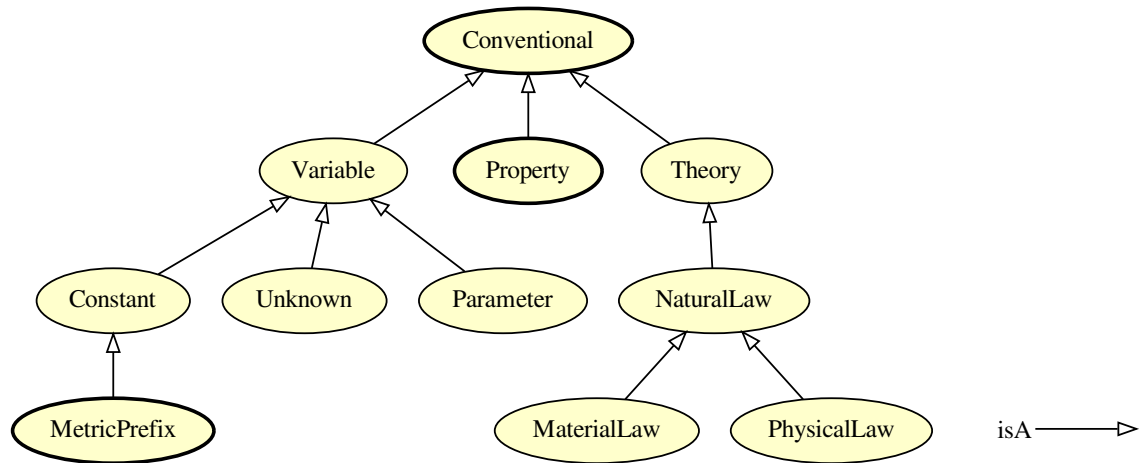 Conventional
Variable
Property
Theory
Constant
Unknown
Parameter
NaturalLaw
MetricPrefix
MaterialLaw
PhysicalLaw
isA